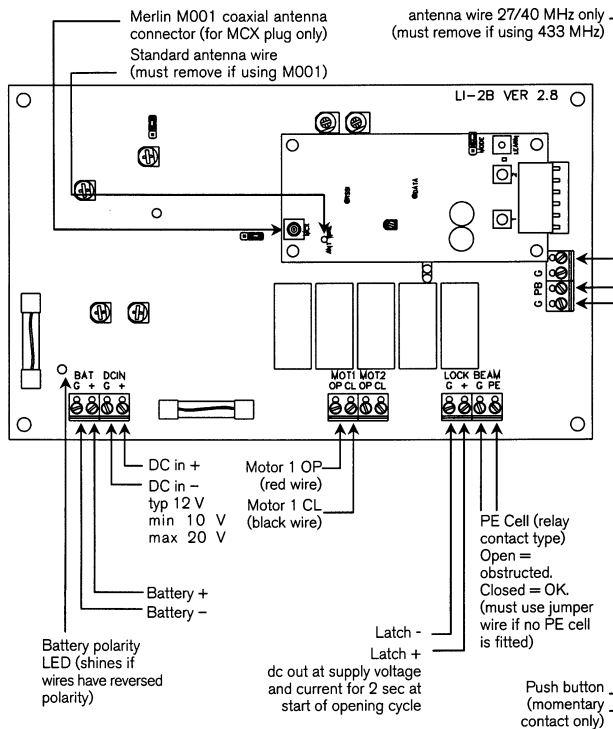 Merlin M001 coaxial antenna
connector (for MCX plug only)
Standard antenna wire
(must remove if using M001)
antenna wire 27/40 MHz only
(must remove if using 433 MHz)
LI-2B VER 2.8
MODE
LEARN
2
1
DATA
MCX
G
PB
G
BAT DCIN
G + G +
MOT1 MOT2
OP CL OP CL
LOCK BEAM
G + G PE
DC in +
DC in –
typ 12 V
min 10 V
max 20 V
Battery +
Battery –
Battery polarity
LED (shines if
wires have reversed
polarity)
Motor 1 OP
(red wire)
Motor 1 CL
(black wire)
PE Cell (relay
contact type)
Open =
obstructed.
Closed = OK.
(must use jumper
wire if no PE cell
is fitted)
Latch -
Latch +
dc out at supply voltage
and current for 2 sec at
start of opening cycle
Push button
(momentary
contact only)